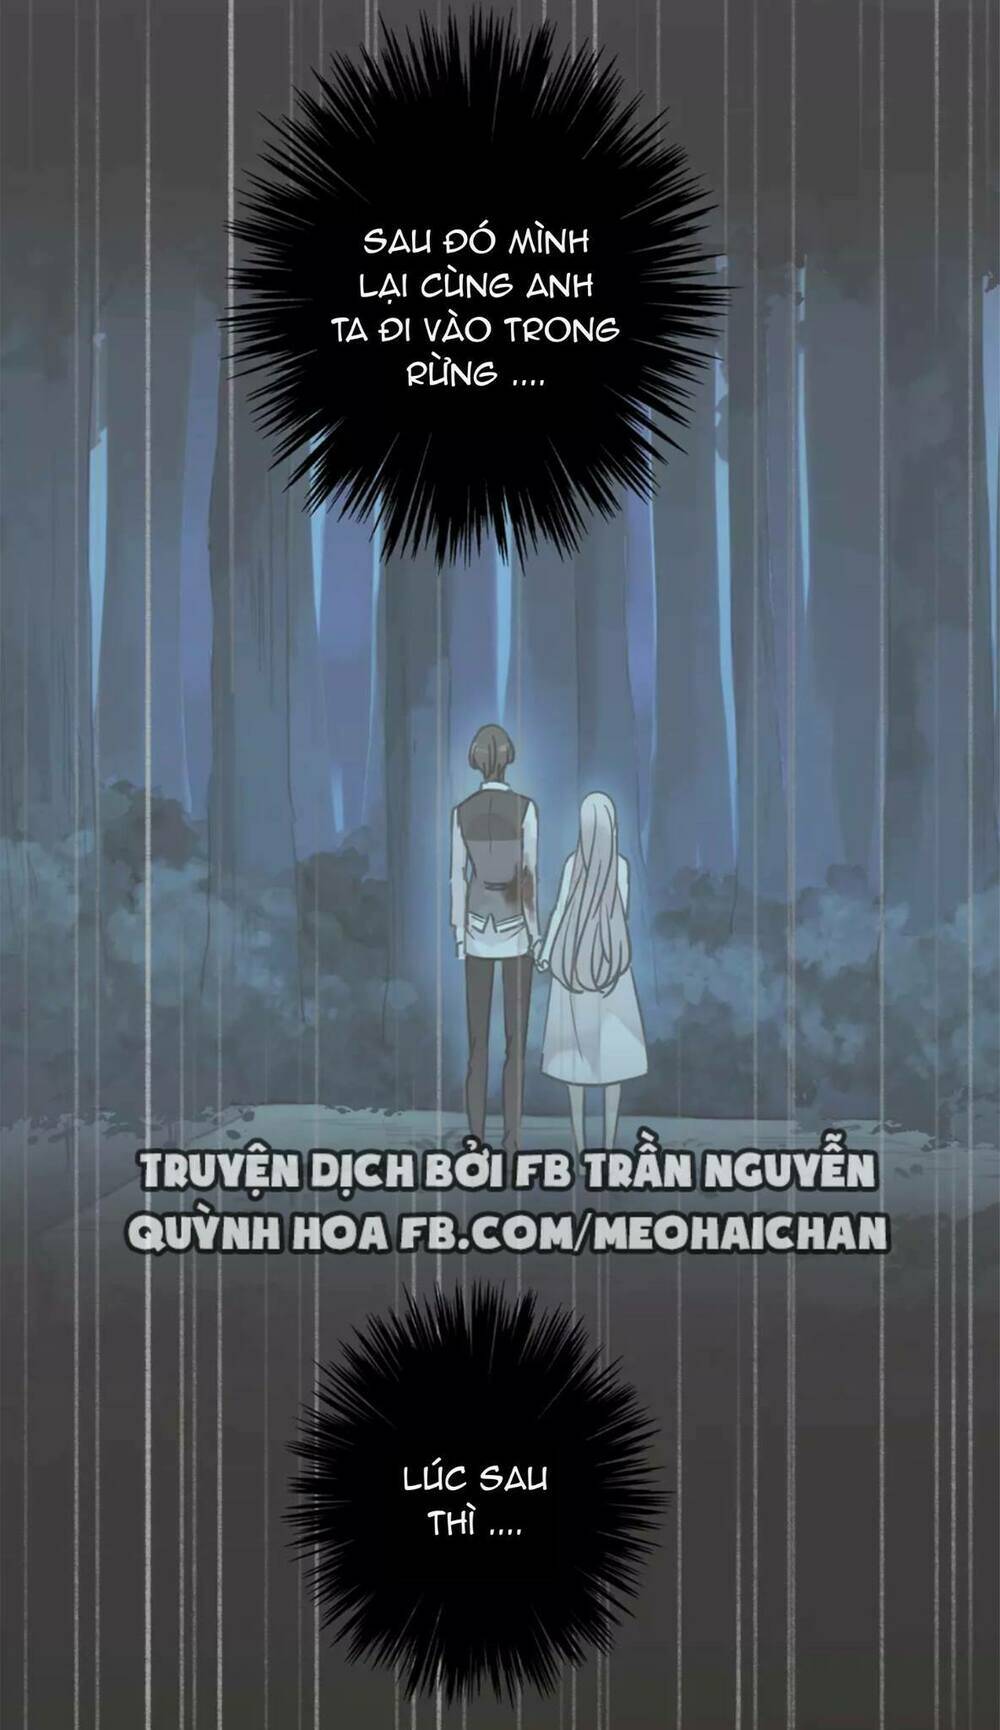 SAU ĐÓ MÌNH
LẠI CÙNG ANH
TA ĐI VÀO TRONG
RỪNG ....
TRUYỆN DỊCH BỞI FB TRẦN NGUYỄN
QUỲNH HOA FB.COM/MEOHAICHAN
LÚC SAU
THÌ ....